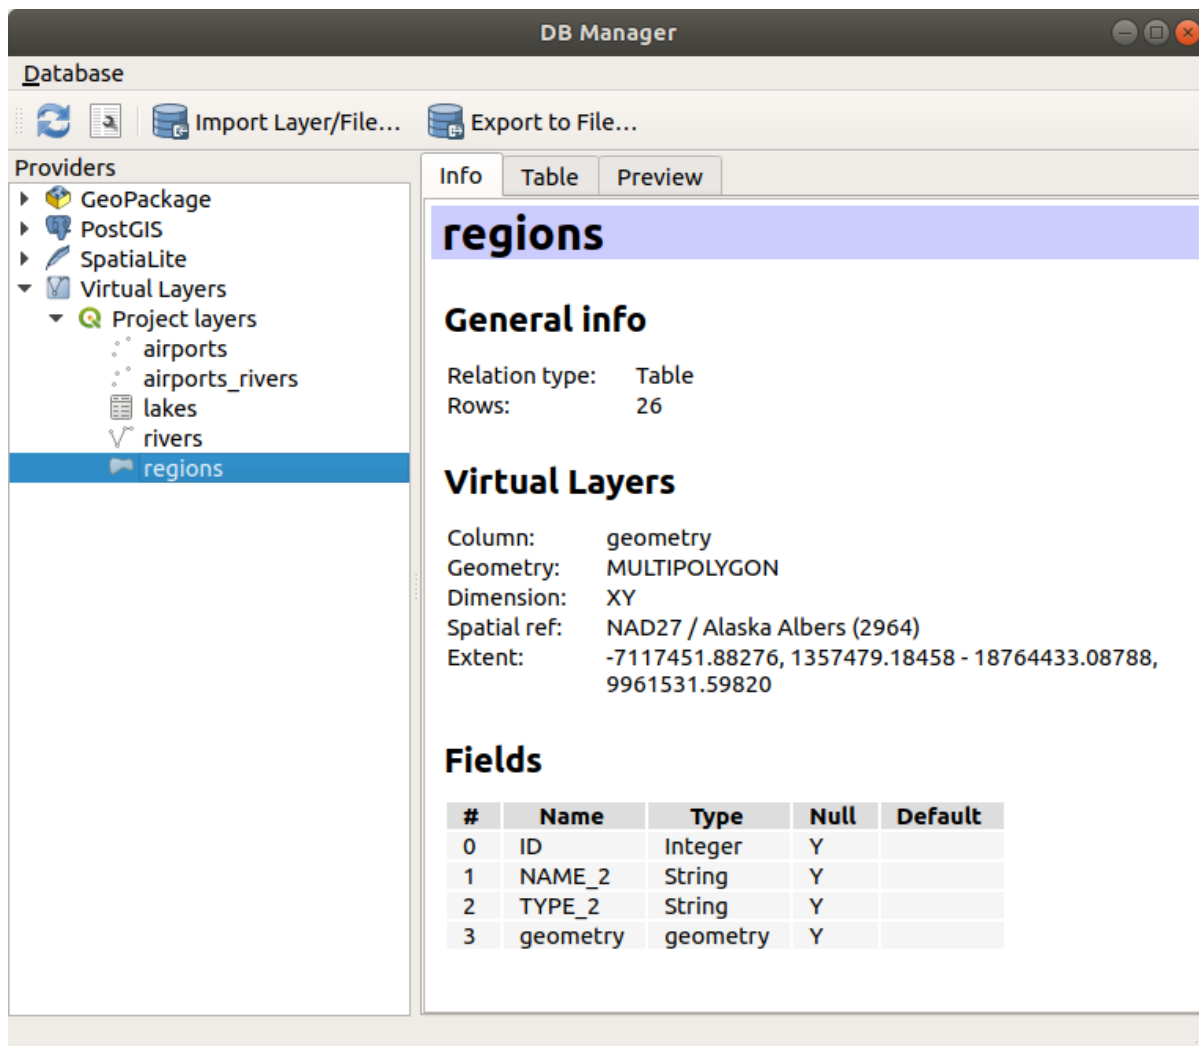 DB Manager
Database
Import Layer/File... Export to File...
Providers
GeoPackage
PostGIS
SpatiaLite
Virtual Layers
Project layers
airports
airports_rivers
lakes
rivers
regions
Info Table Preview
regions
General info
Relation type: Table
Rows: 26
Virtual Layers
Column: geometry
Geometry: MULTIPOLYGON
Dimension: XY
Spatial ref: NAD27 / Alaska Albers (2964)
Extent: -7117451.88276, 1357479.18458 - 18764433.08788,
9961531.59820
Fields
# Name Type Null Default
0 ID Integer Y
1 NAME_2 String Y
2 TYPE_2 String Y
3 geometry geometry Y